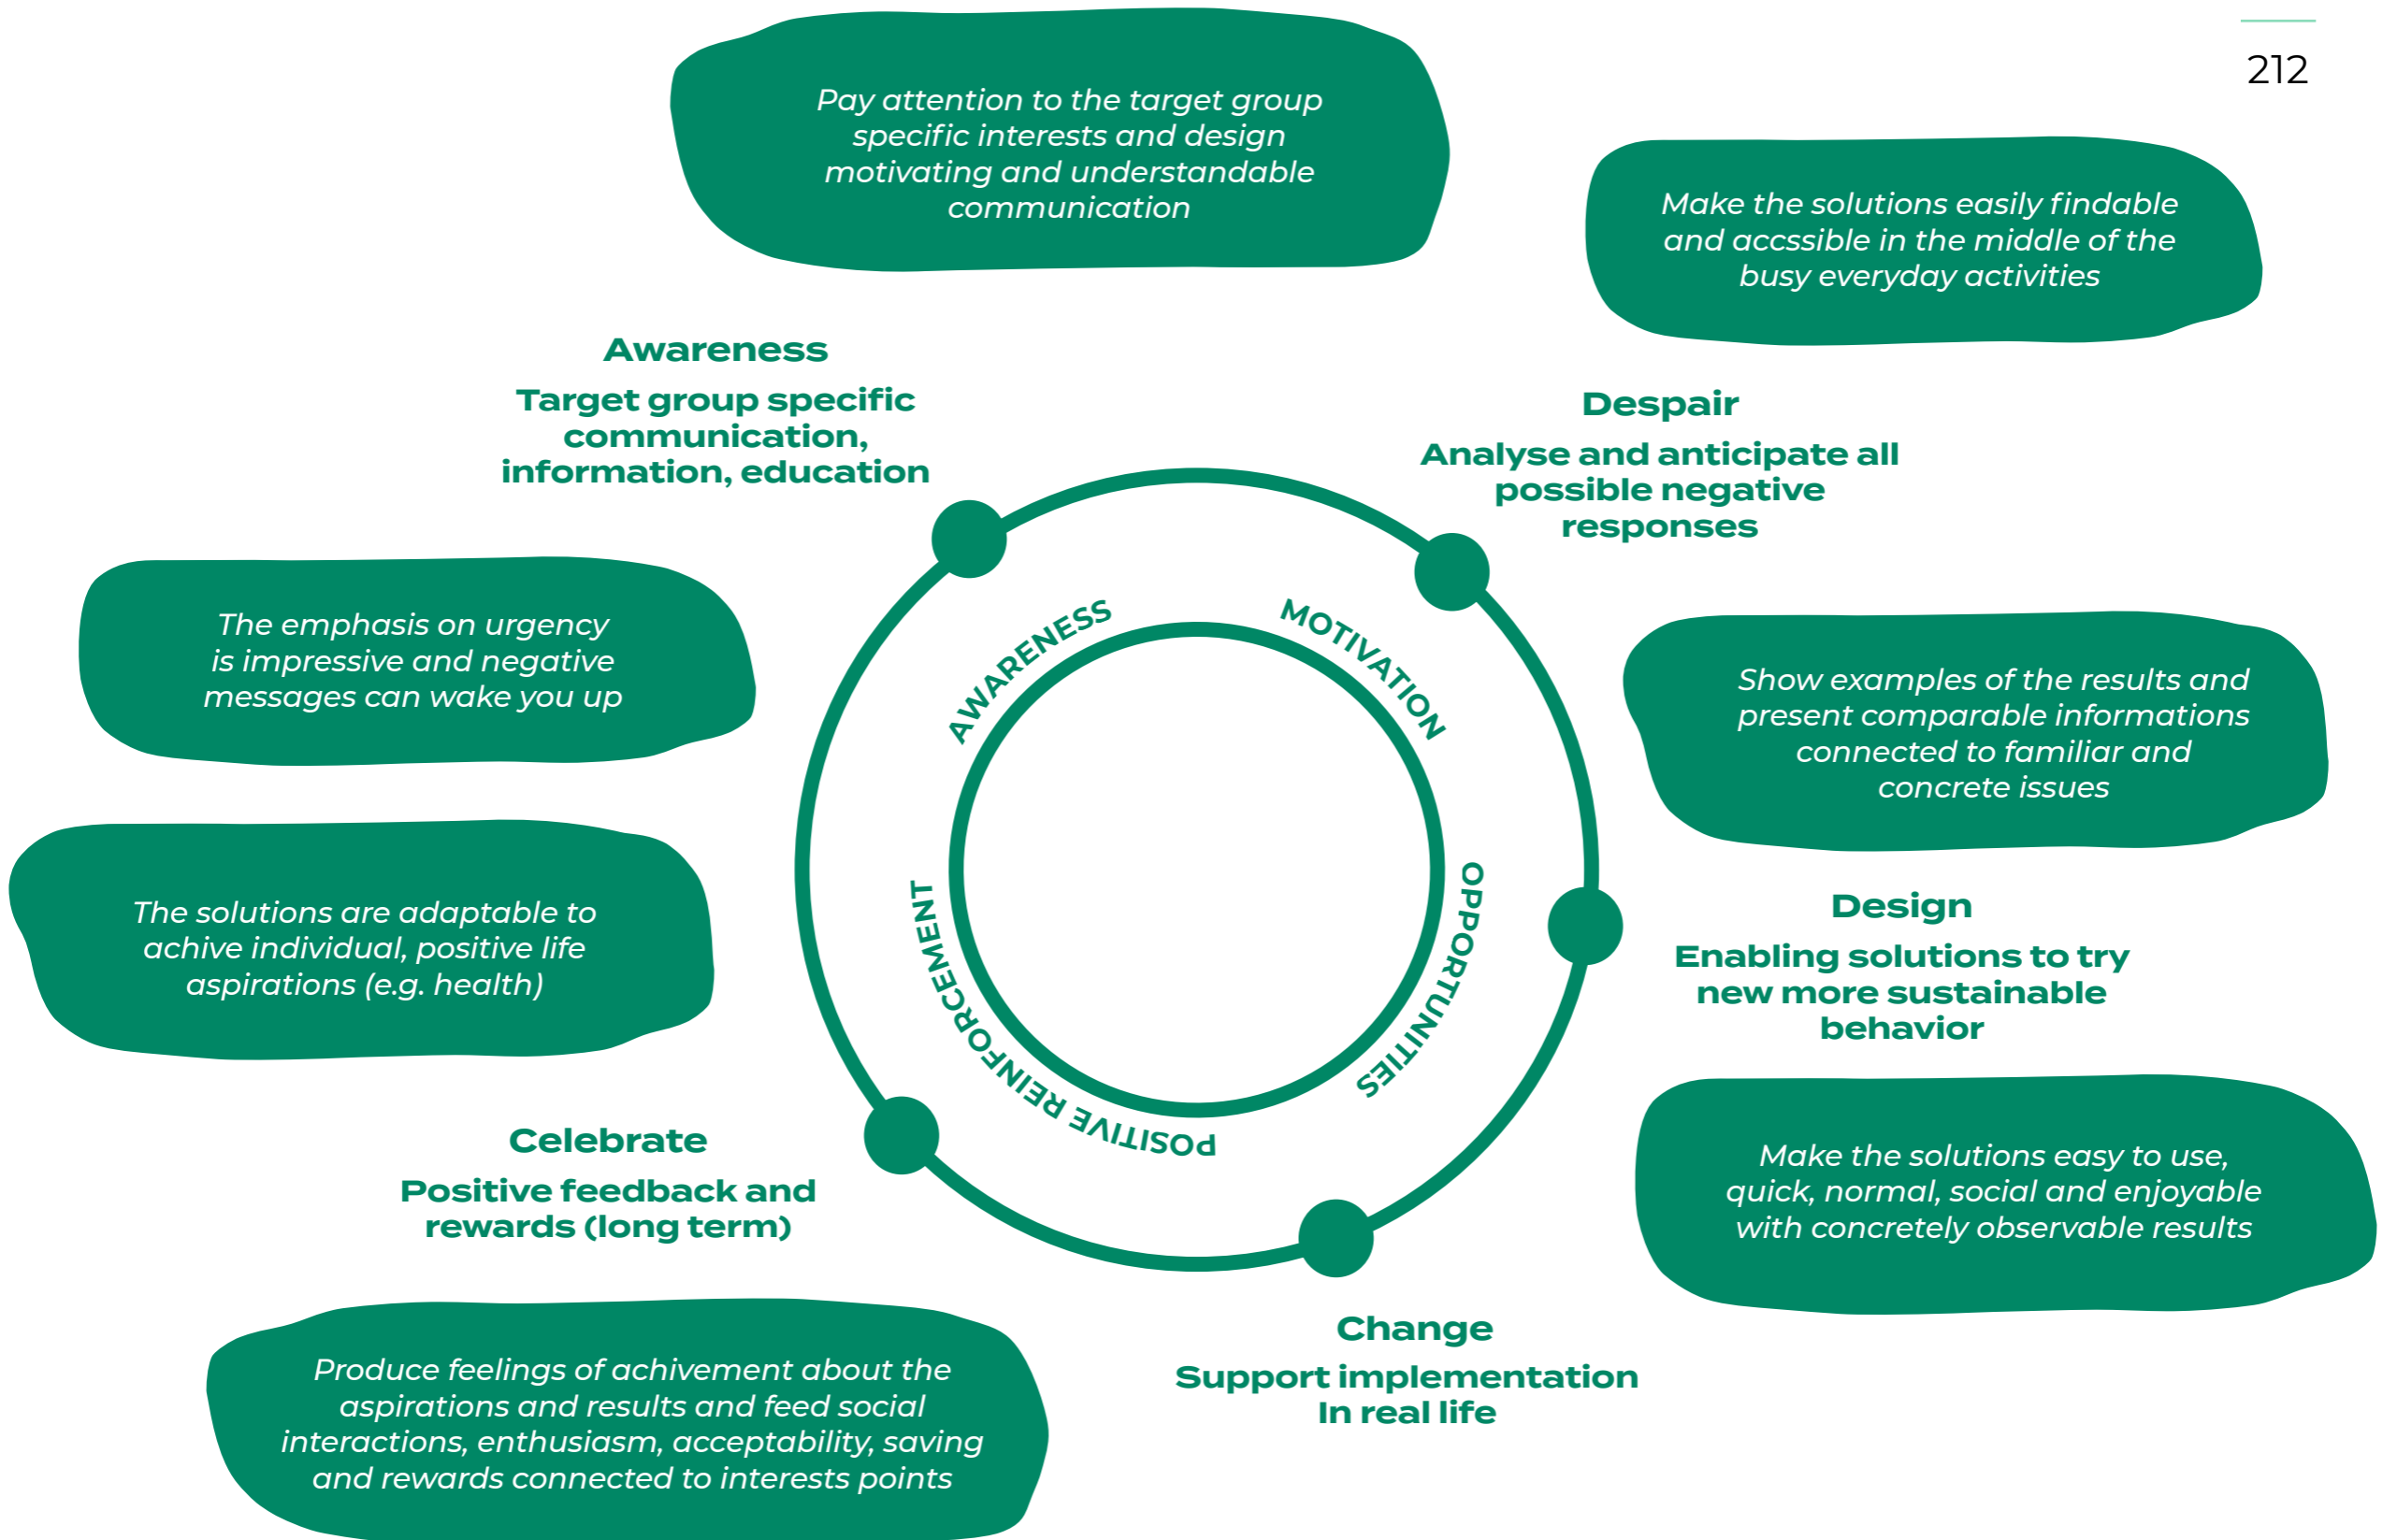 212
Pay attention to the target group
specific interests and design
motivating and understandable
communication
Make the solutions easily findable
and accssible in the middle of the
busy everyday activities
Awareness
Target group specific
communication,
information, education
Despair
Analyse and anticipate all
possible negative
responses
The emphasis on urgency
is impressive and negative
messages can wake you up
AWARENESS
MOTIVATION
Show examples of the results and
present comparable informations
connected to familiar and
concrete issues
The solutions are adaptable to
achive individual, positive life
aspirations (e.g. health)
POSITIVE REINFORCEMENT
OPPORTUNITIES
Design
Enabling solutions to try
new more sustainable
behavior
Make the solutions easy to use,
quick, normal, social and enjoyable
with concretely observable results
Celebrate
Positive feedback and
rewards (long term)
Change
Support implementation
In real life
Produce feelings of achivement about the
aspirations and results and feed social
interactions, enthusiasm, acceptability, saving
and rewards connected to interests points